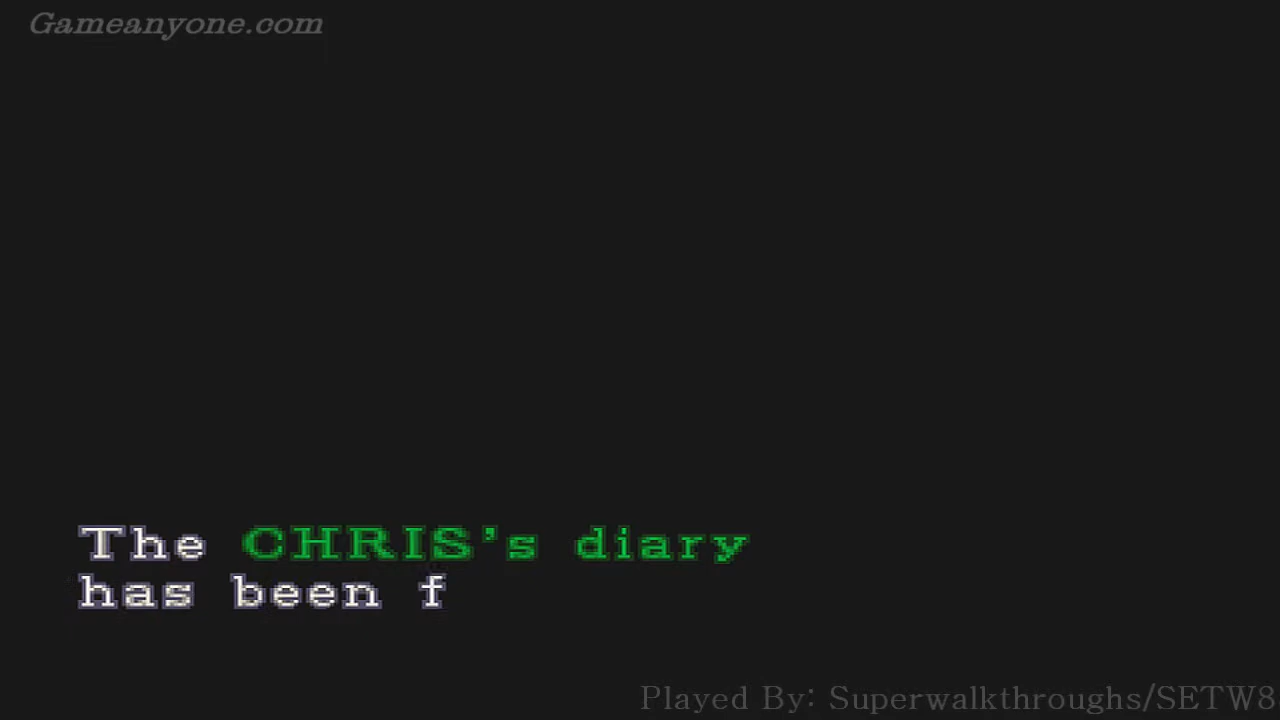 Gameanyone.com
The CHRIS's diary
has been f
Played By: Superwalkthroughs/SETW8